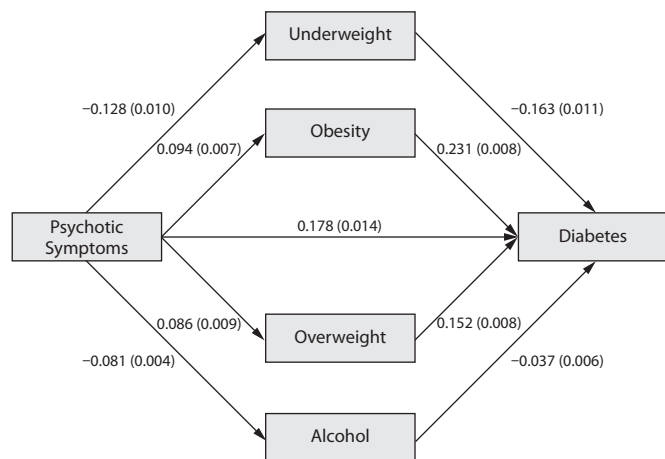 Underweight
−0.128 (0.010)
−0.163 (0.011)
Obesity
0.094 (0.007)
0.231 (0.008)
Psychotic
Symptoms
0.178 (0.014)
Diabetes
0.086 (0.009)
Overweight
0.152 (0.008)
−0.081 (0.004)
−0.037 (0.006)
Alcohol